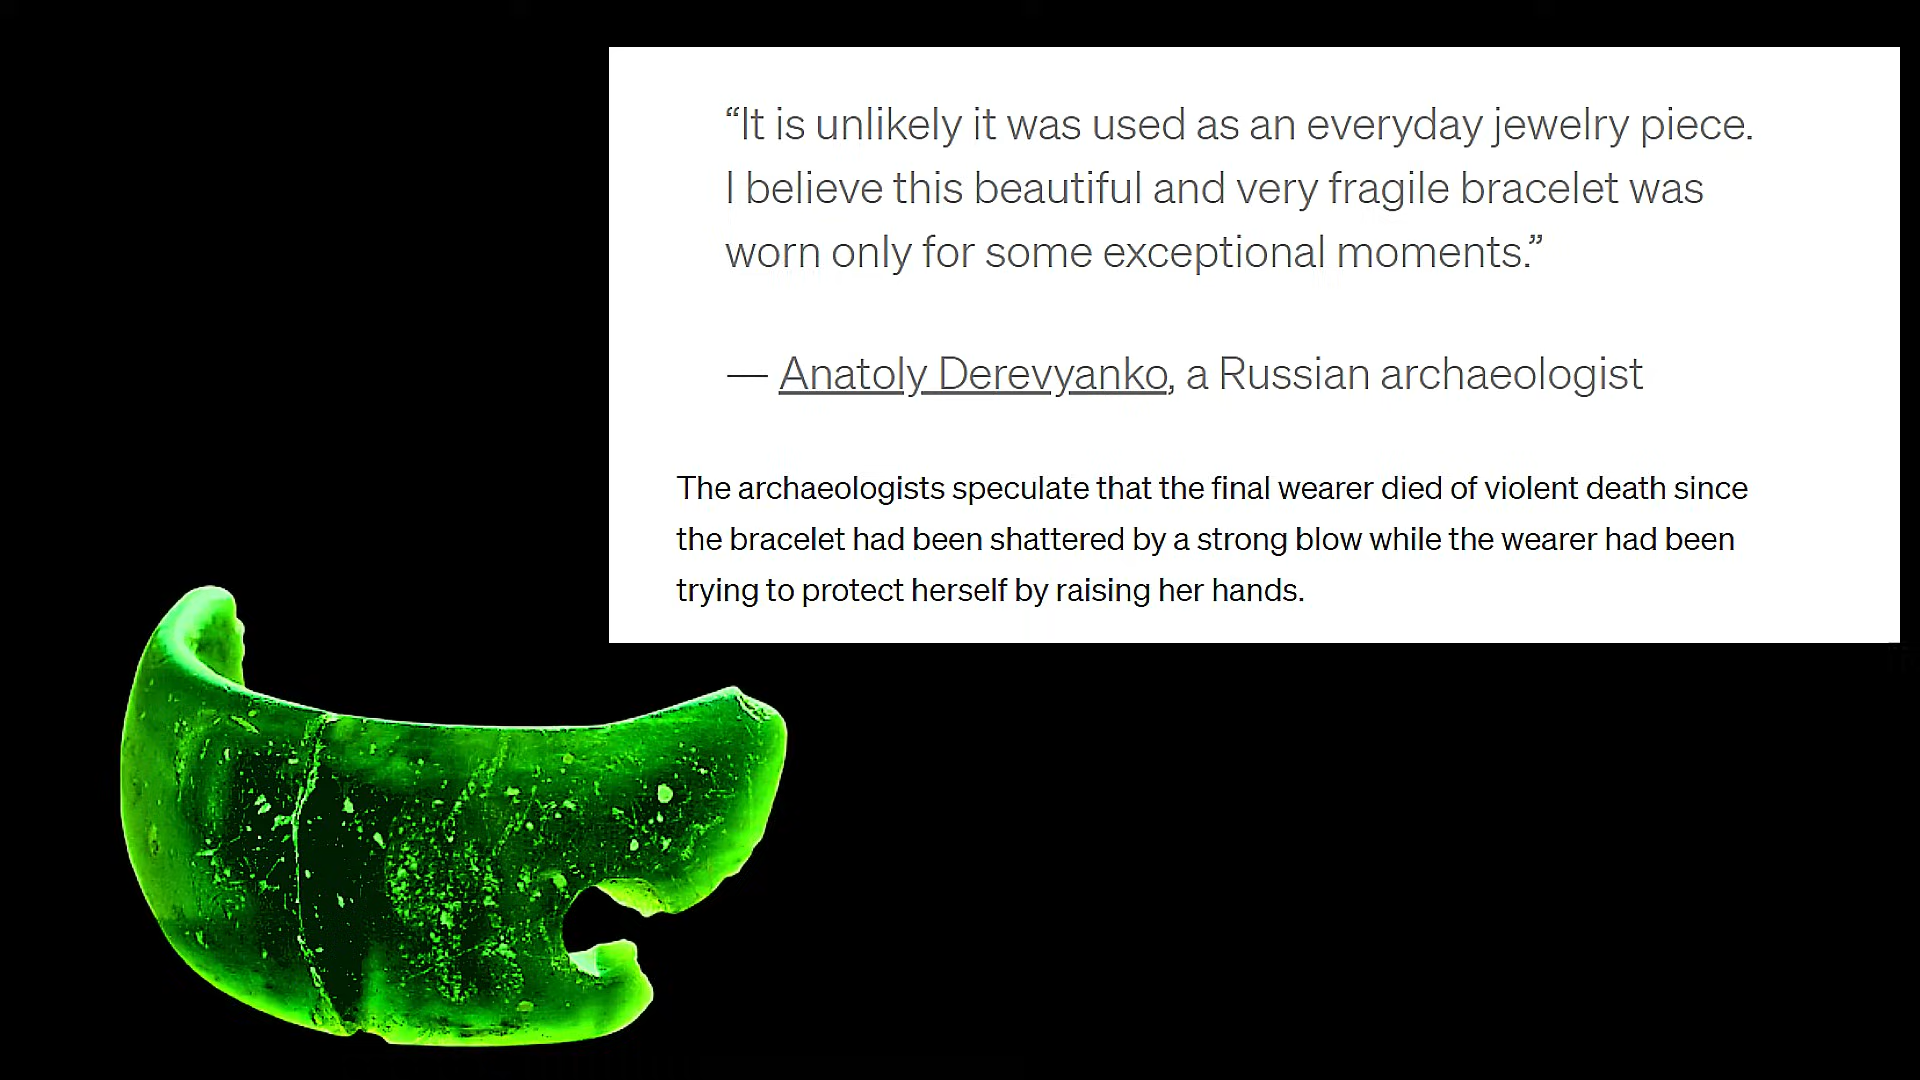 “It is unlikely it was used as an everyday jewelry piece.
I believe this beautiful and very fragile bracelet was
worn only for some exceptional moments.”
— Anatoly Derevyanko, a Russian archaeologist
The archaeologists speculate that the final wearer died of violent death since
the bracelet had been shattered by a strong blow while the wearer had been
trying to protect herself by raising her hands.